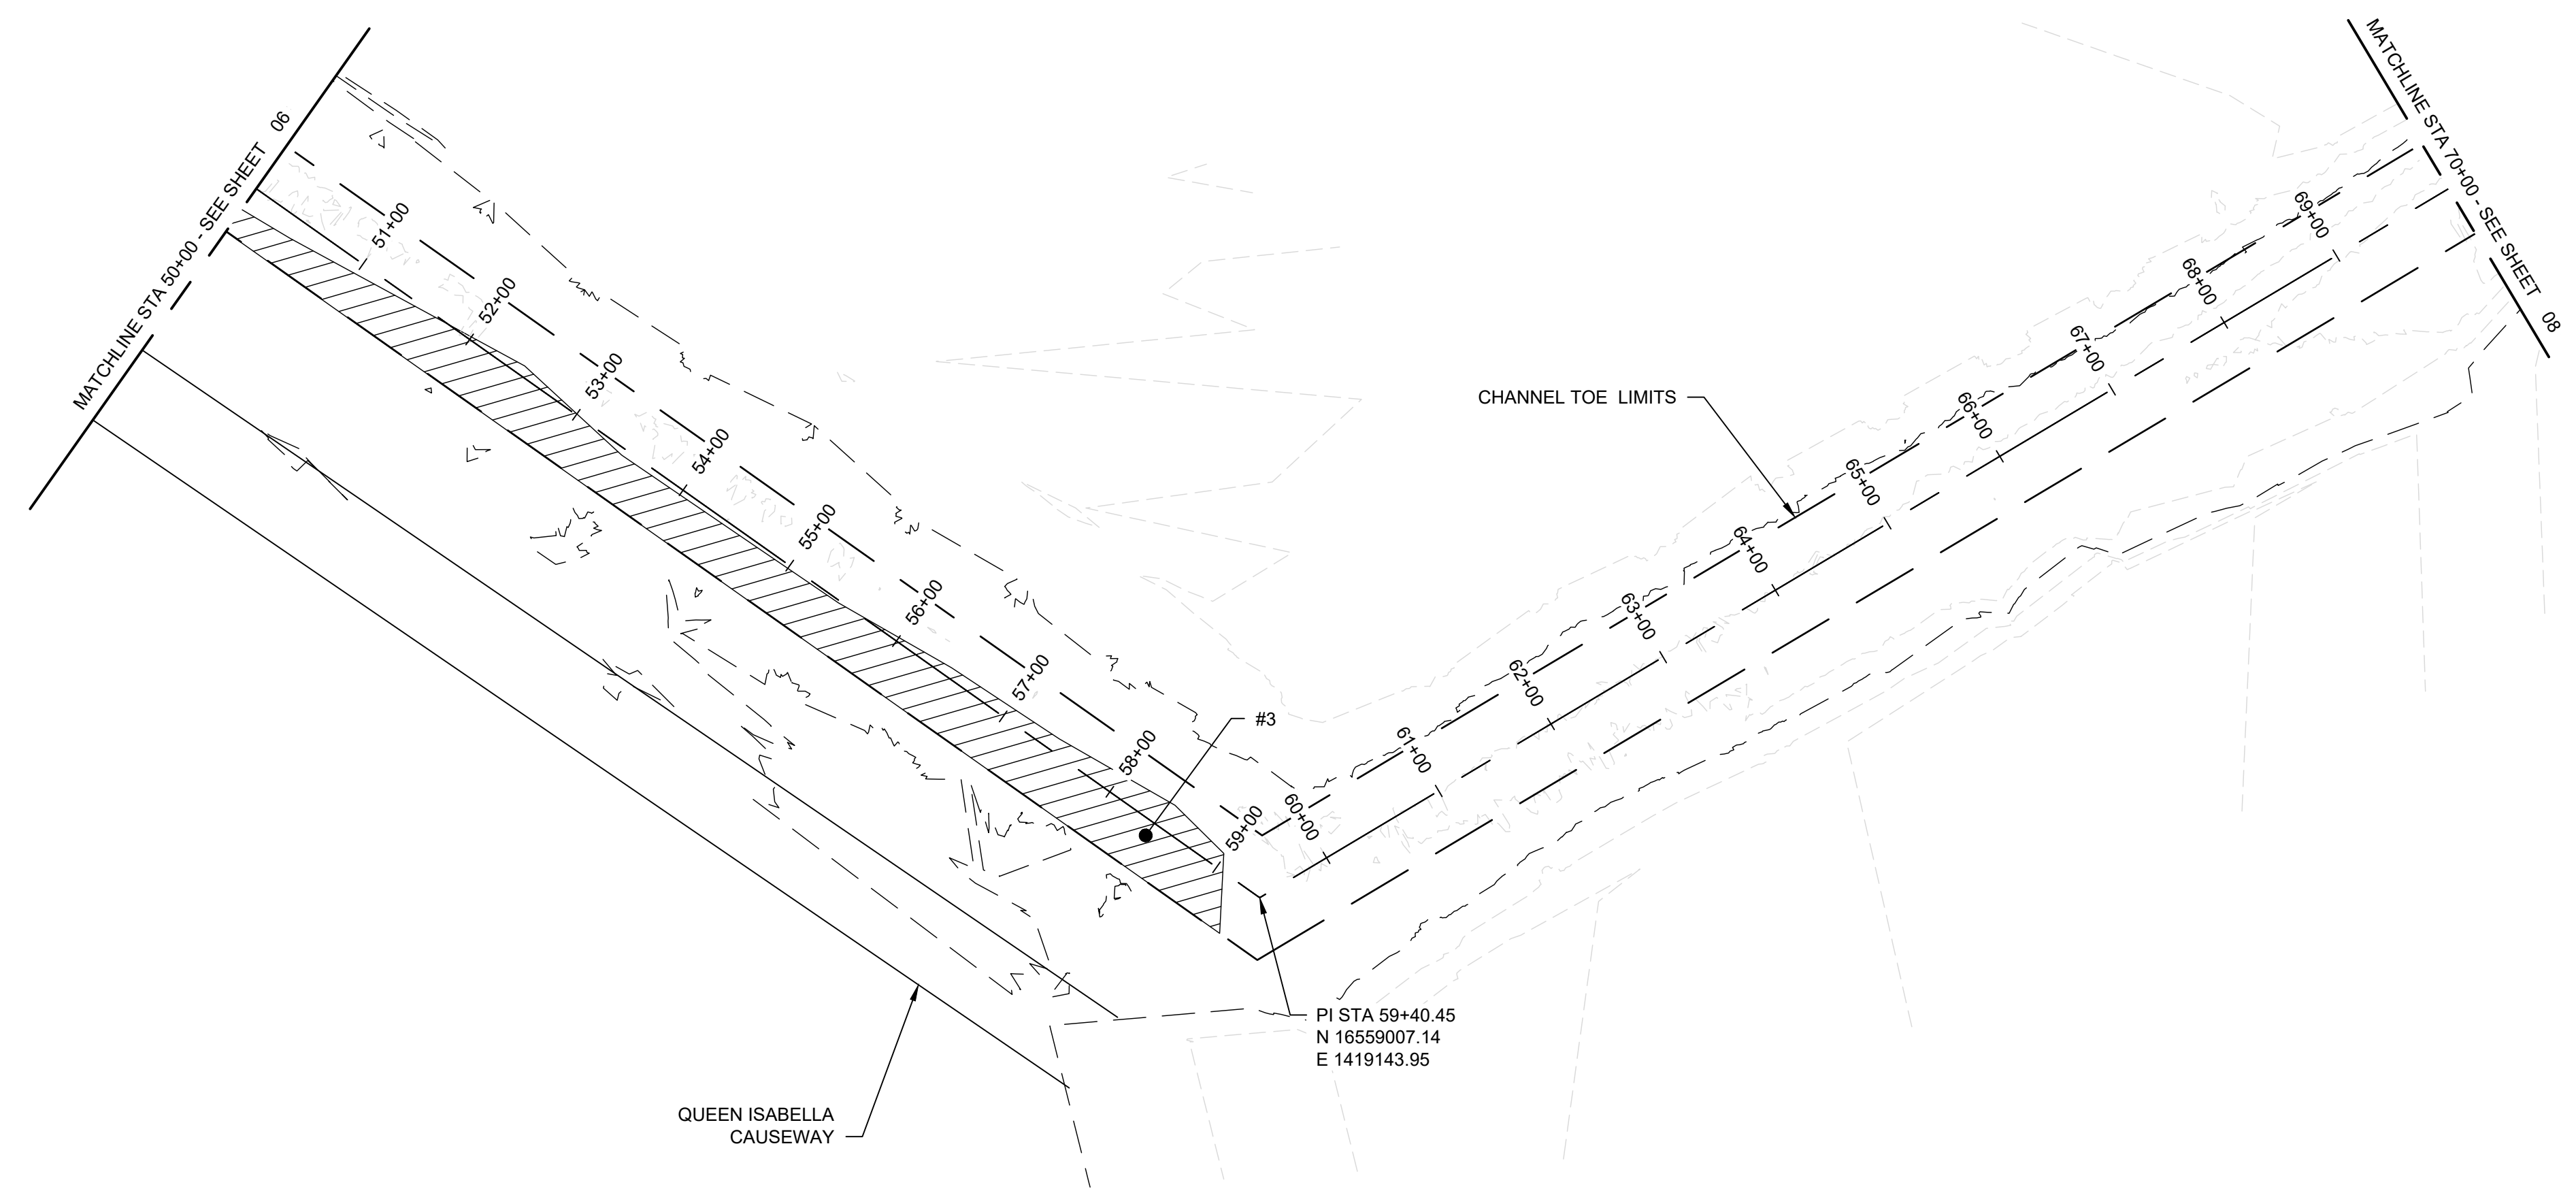 MATCHLINE STA 50+00 - SEE SHEET 06
51+00
52+00
53+00
54+00
55+00
56+00
57+00
58+00
59+00
60+00
61+00
62+00
63+00
64+00
65+00
66+00
67+00
68+00
69+00
MATCHLINE STA 70+00 - SEE SHEET 08
CHANNEL TOE LIMITS
#3
PI STA 59+40.45
N 16559007.14
E 1419143.95
QUEEN ISABELLA
CAUSEWAY